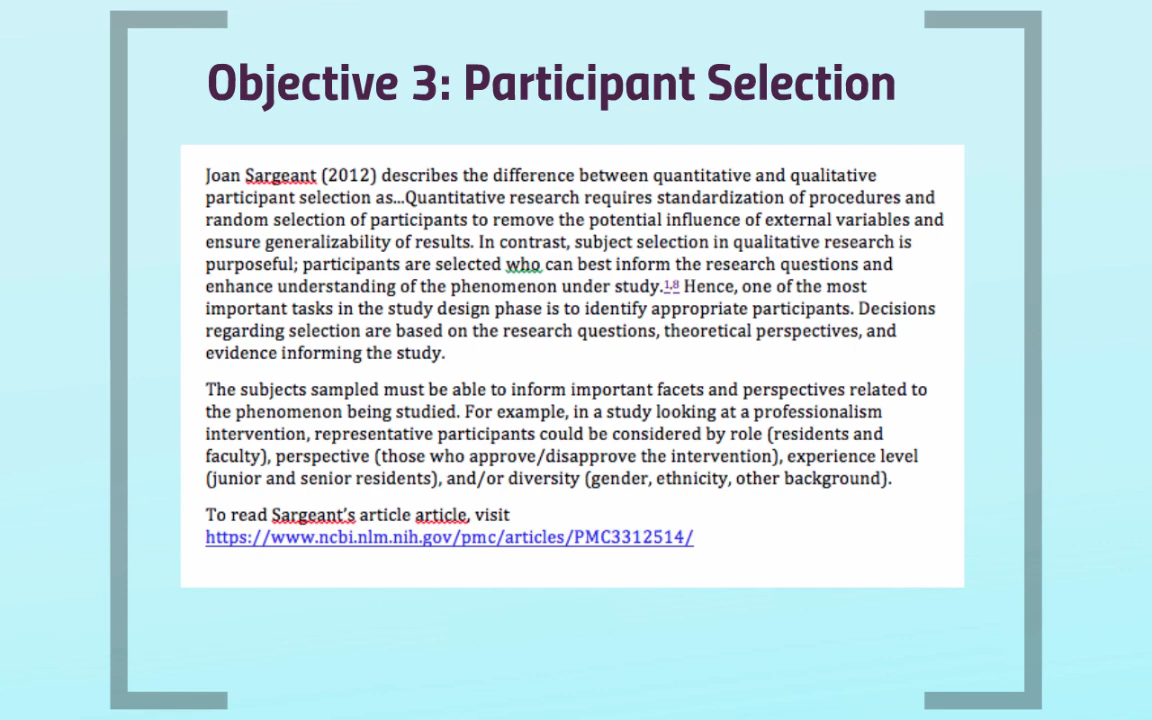 Objective 3: Participant Selection
Joan Sargeant (2012) describes the difference between quantitative and qualitative
participant selection as...Quantitative research requires standardization of procedures and
random selection of participants to remove the potential influence of external variables and
ensure generalizability of results. In contrast, subject selection in qualitative research is
purposeful; participants are selected who can best inform the research questions and
enhance understanding of the phenomenon under study.1,8 Hence, one of the most
important tasks in the study design phase is to identify appropriate participants. Decisions
regarding selection are based on the research questions, theoretical perspectives, and
evidence informing the study.
The subjects sampled must be able to inform important facets and perspectives related to
the phenomenon being studied. For example, in a study looking at a professionalism
intervention, representative participants could be considered by role (residents and
faculty), perspective (those who approve/disapprove the intervention), experience level
(junior and senior residents), and/or diversity (gender, ethnicity, other background).
To read Sargeant's article article, visit
https://www.ncbi.nlm.nih.gov/pmc/articles/PMC3312514/